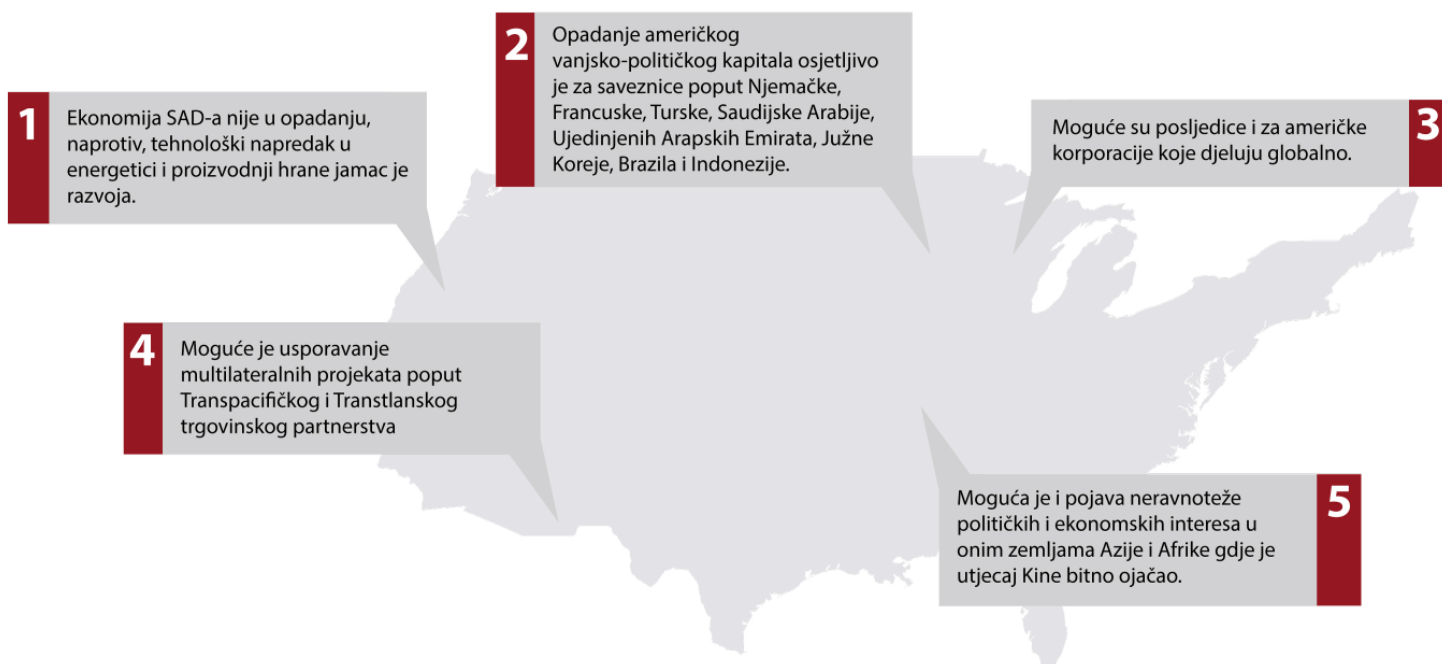 1
Ekonomija SAD-a nije u opadanju,
naprotiv, tehnološki napredak u
energetici i proizvodnji hrane jamac je
razvoja.
2
Opadanje američkog
vanjsko-političkog kapitala osjetljivo
je za saveznice poput Njemačke,
Francuske, Turske, Saudijske Arabije,
Ujedinjenih Arapskih Emirata, Južne
Koreje, Brazila i Indonezije.
3
Moguće su posljedice i za američke
korporacije koje djeluju globalno.
4
Moguće je usporavanje
multilateralnih projekata poput
Transpacifičkog i Transtlanskog
trgovinskog partnerstva
5
Moguća je i pojava neravnoteže
političkih i ekonomskih interesa u
onim zemljama Azije i Afrike gdje je
utjecaj Kine bitno ojačao.